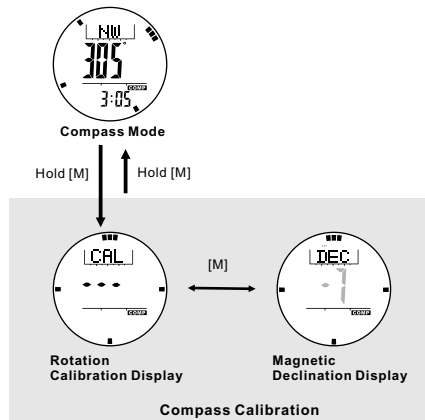 NW
305°
COMP
3:05
Compass Mode
Hold [M]
Hold [M]
CAL
---
COMP
[M]
DEC
-7
COMP
Rotation
Calibration Display
Magnetic
Declination Display
Compass Calibration